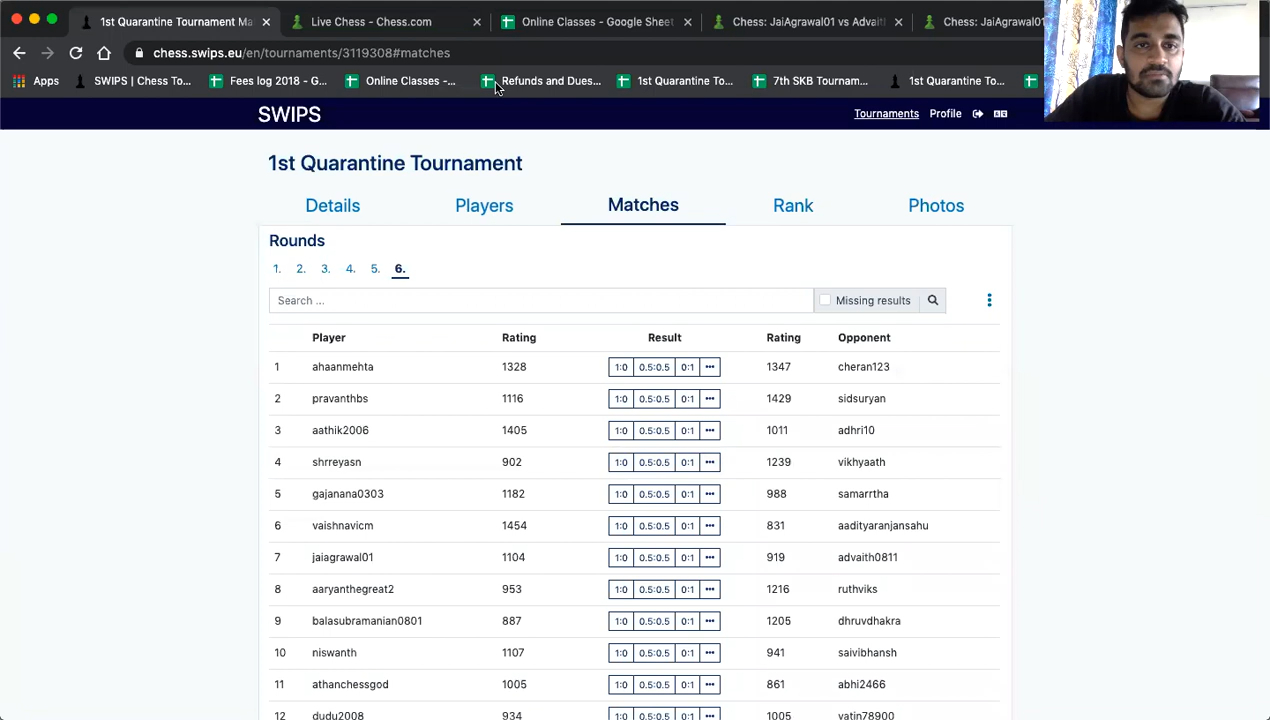 1st Quarantine Tournament Ma
Live Chess - Chess.com
Online Classes - Google Sheet
Chess: JaiAgrawal01 vs Advait
Chess: JaiAgrawal01
chess.swips.eu/en/tournaments/3119308#matches
Apps
SWIPS | Chess To...
Fees log 2018 - G...
Online Classes -...
Refunds and Dues...
1st Quarantine To...
7th SKB Tournam...
1st Quarantine To...
SWIPS
Tournaments Profile
1st Quarantine Tournament
Details Players Matches Rank Photos
Rounds
1. 2. 3. 4. 5. 6.
Search ... Missing results
Player Rating Result Rating Opponent
1 ahaanmehta 1328 1:0 0.5:0.5 0:1 ••• 1347 cheran123
2 pravanthbs 1116 1:0 0.5:0.5 0:1 ••• 1429 sidsuryan
3 aathik2006 1405 1:0 0.5:0.5 0:1 ••• 1011 adhri10
4 shrreyasn 902 1:0 0.5:0.5 0:1 ••• 1239 vikhyaath
5 gajanana0303 1182 1:0 0.5:0.5 0:1 ••• 988 samarrtha
6 vaishnavicm 1454 1:0 0.5:0.5 0:1 ••• 831 aadityaranjansahu
7 jaiagrawal01 1104 1:0 0.5:0.5 0:1 ••• 919 advaith0811
8 aaryanthegreat2 953 1:0 0.5:0.5 0:1 ••• 1216 ruthviks
9 balasubramanian0801 887 1:0 0.5:0.5 0:1 ••• 1205 dhruvdhakra
10 niswanth 1107 1:0 0.5:0.5 0:1 ••• 941 saivibhansh
11 athanchessgod 1005 1:0 0.5:0.5 0:1 ••• 861 abhi2466
12 dudu2008 934 1:0 0.5:0.5 0:1 ••• 1005 yatin78900